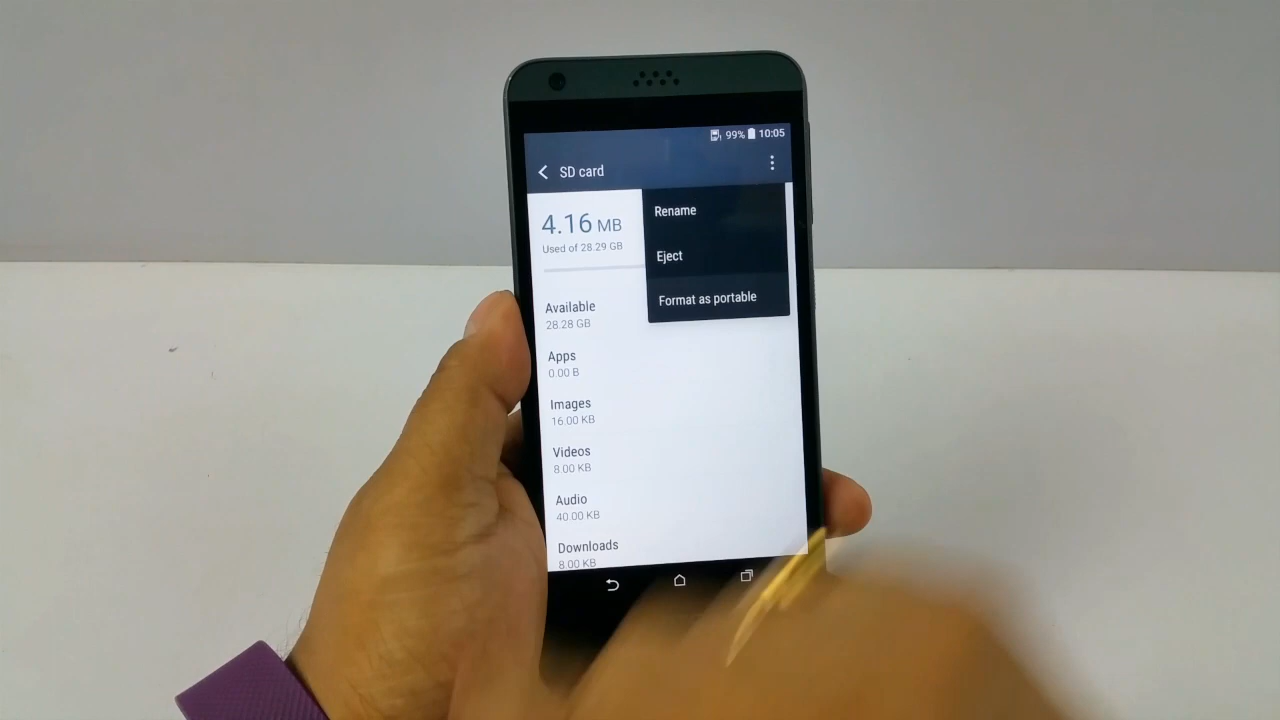 99% 10:05
SD card
4.16 MB
Used of 28.29 GB
Rename
Eject
Format as portable
Available
28.28 GB
Apps
0.00 B
Images
16.00 KB
Videos
8.00 KB
Audio
40.00 KB
Downloads
8.00 KB